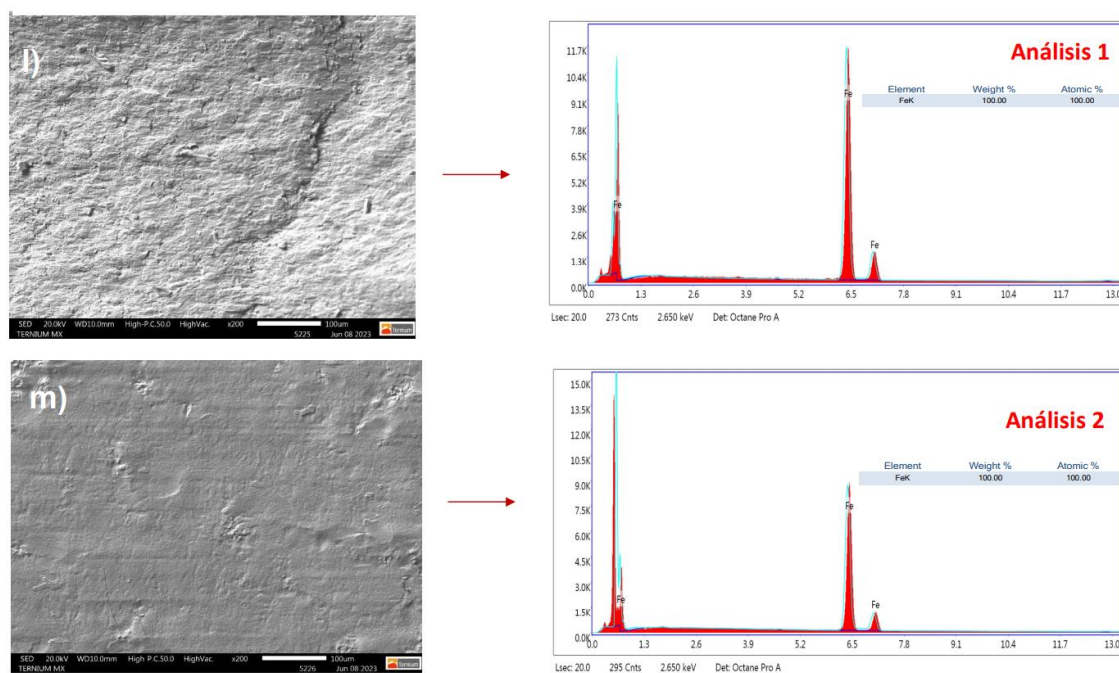 l)
SED 20.0kV WD10.0mm High-P.C.50.0 HighVac. x200 100µm
TERNIUM MX 5225 Jun 08 2023
Ternium
Análisis 1
Element Weight % Atomic %
FeK 100.00 100.00
11.7K
10.4K
9.1K
7.8K
6.5K
5.2K
3.9K
2.6K
1.3K
0.0K
Fe
Fe
Fe
0.0 1.3 2.6 3.9 5.2 6.5 7.8 9.1 10.4 11.7 13.0
Lsec: 20.0 273 Cnts 2.650 keV Det: Octane Pro A
m)
SED 20.0kV WD10.0mm High P.C.50.0 HighVac. x200 100µm
TERNIUM MX 5226 Jun 08 2023
Ternium
Análisis 2
Element Weight % Atomic %
FeK 100.00 100.00
15.0K
13.5K
12.0K
10.5K
9.0K
7.5K
6.0K
4.5K
3.0K
1.5K
0.0K
Fe
Fe
Fe
0.0 1.3 2.6 3.9 5.2 6.5 7.8 9.1 10.4 11.7 13.0
Lsec: 20.0 295 Cnts 2.650 keV Det: Octane Pro A